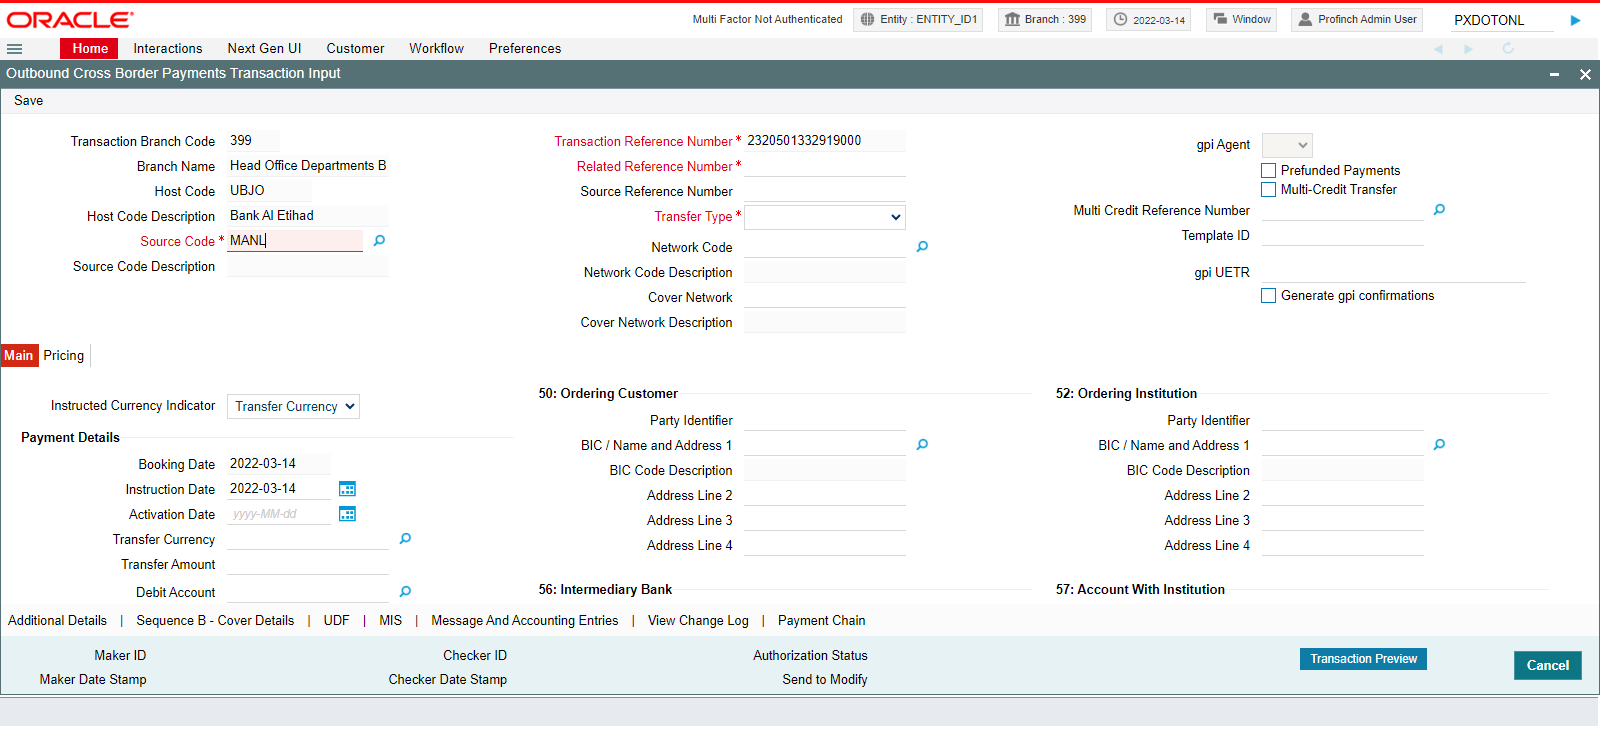 ORACLE
Multi Factor Not Authenticated Entity : ENTITY_ID1 Branch : 399 2022-03-14 Window Profinch Admin User PXDOTONL
Home Interactions Next Gen UI Customer Workflow Preferences
Outbound Cross Border Payments Transaction Input
Save
Transaction Branch Code 399
Branch Name Head Office Departments B
Host Code UBJO
Host Code Description Bank Al Etihad
Source Code * MANL
Source Code Description
Transaction Reference Number * 2320501332919000
Related Reference Number *
Source Reference Number
Transfer Type *
Network Code
Network Code Description
Cover Network
Cover Network Description
gpi Agent
Prefunded Payments
Multi-Credit Transfer
Multi Credit Reference Number
Template ID
gpi UETR
Generate gpi confirmations
Main Pricing
Instructed Currency Indicator Transfer Currency
Payment Details
Booking Date 2022-03-14
Instruction Date 2022-03-14
Activation Date yyyy-MM-dd
Transfer Currency
Transfer Amount
Debit Account
50: Ordering Customer
Party Identifier
BIC / Name and Address 1
BIC Code Description
Address Line 2
Address Line 3
Address Line 4
56: Intermediary Bank
52: Ordering Institution
Party Identifier
BIC / Name and Address 1
BIC Code Description
Address Line 2
Address Line 3
Address Line 4
57: Account With Institution
Additional Details | Sequence B - Cover Details | UDF | MIS | Message And Accounting Entries | View Change Log | Payment Chain
Maker ID Checker ID Authorization Status
Maker Date Stamp Checker Date Stamp Send to Modify
Transaction Preview Cancel